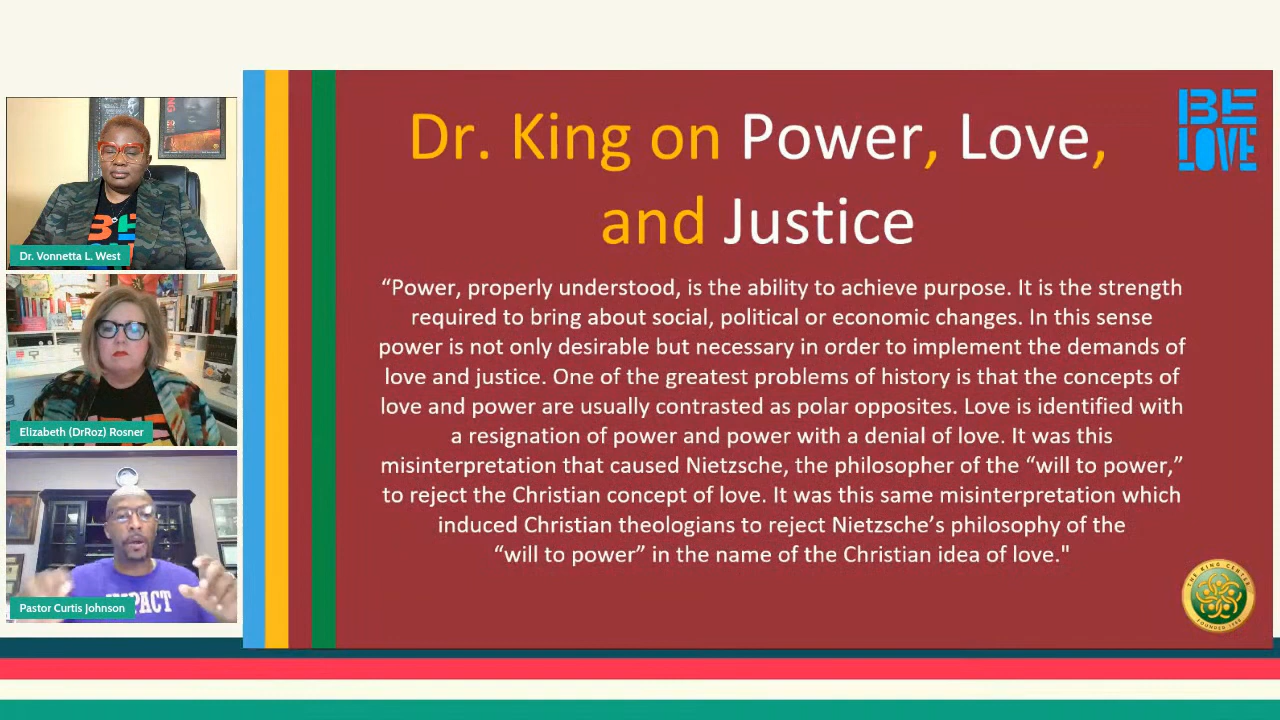 Dr. King on Power, Love,
and Justice
BE
LOVE
“Power, properly understood, is the ability to achieve purpose. It is the strength
required to bring about social, political or economic changes. In this sense
power is not only desirable but necessary in order to implement the demands of
love and justice. One of the greatest problems of history is that the concepts of
love and power are usually contrasted as polar opposites. Love is identified with
a resignation of power and power with a denial of love. It was this
misinterpretation that caused Nietzsche, the philosopher of the “will to power,”
to reject the Christian concept of love. It was this same misinterpretation which
induced Christian theologians to reject Nietzsche’s philosophy of the
“will to power” in the name of the Christian idea of love."
THE KING CENTER
Dr. Vonnetta L. West
Elizabeth (DrRoz) Rosner
Pastor Curtis Johnson